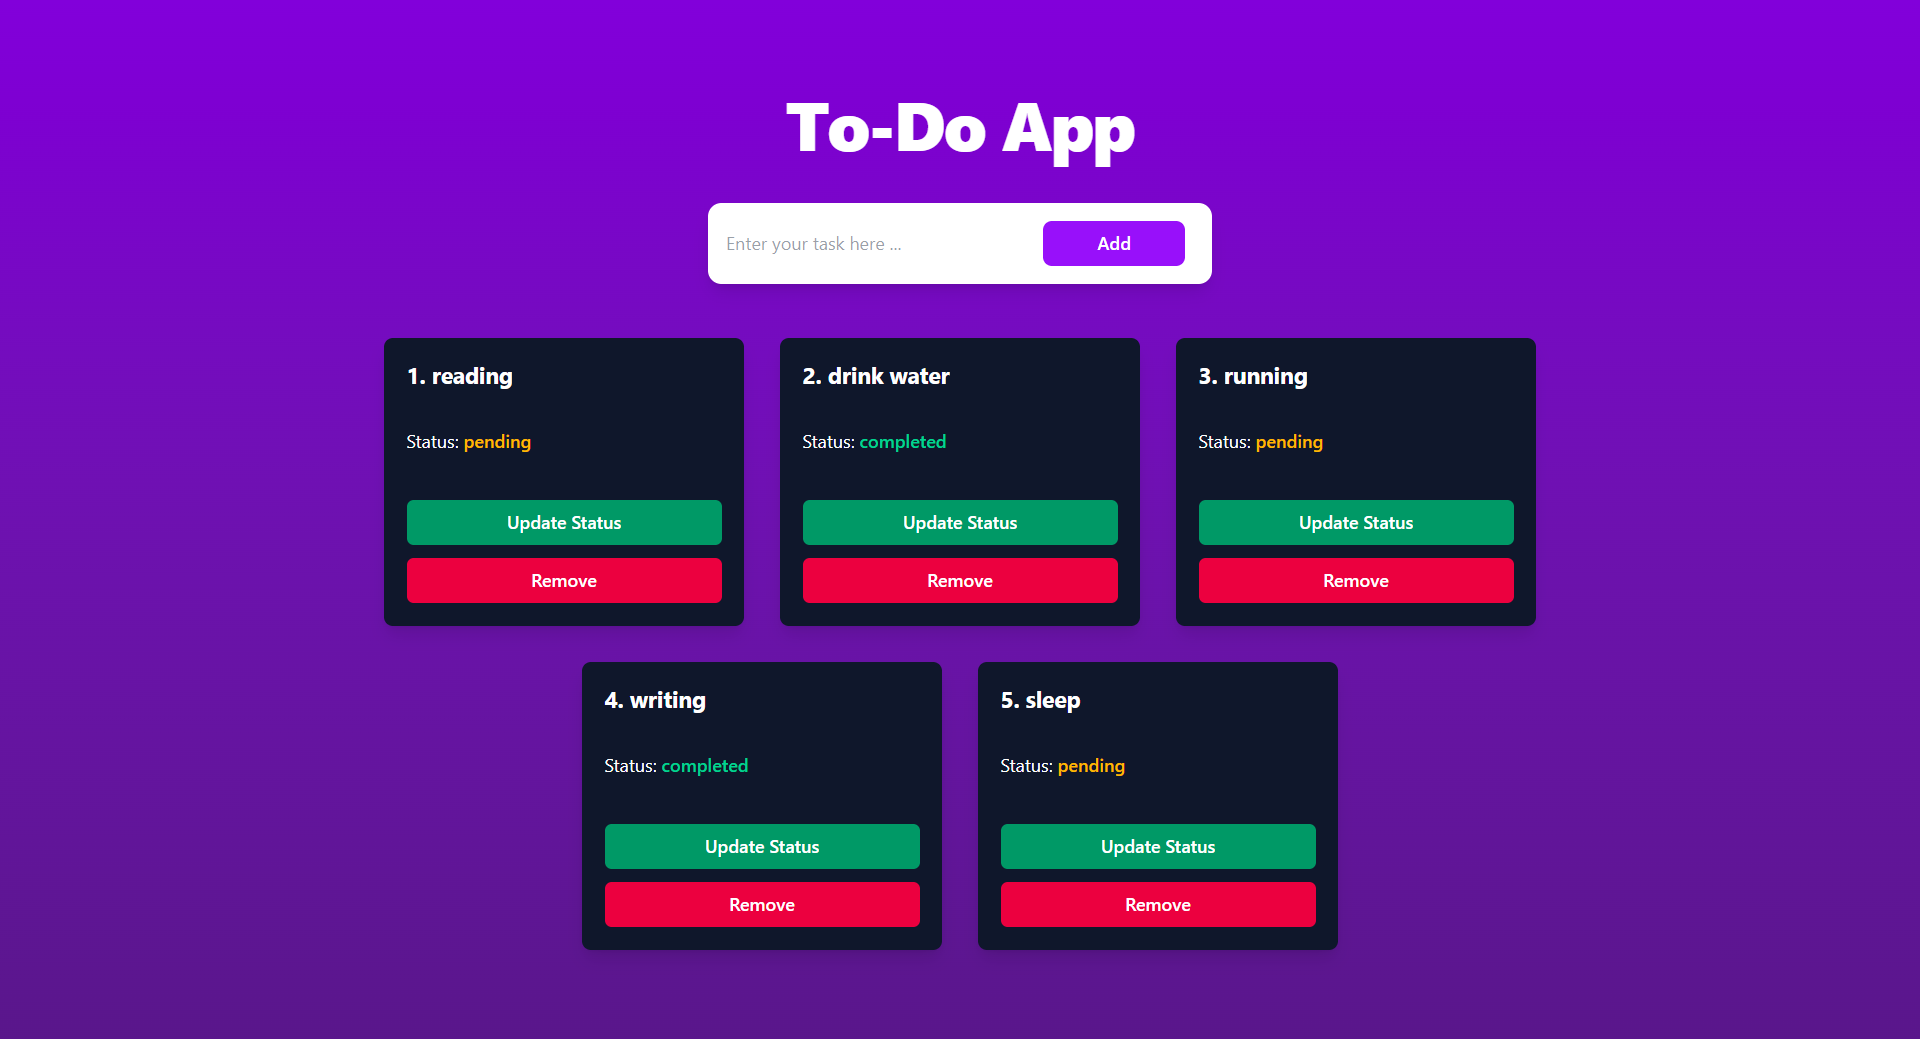 To-Do App
Enter your task here ...
Add
1. reading
Status: pending
Update Status
Remove
2. drink water
Status: completed
Update Status
Remove
3. running
Status: pending
Update Status
Remove
4. writing
Status: completed
Update Status
Remove
5. sleep
Status: pending
Update Status
Remove